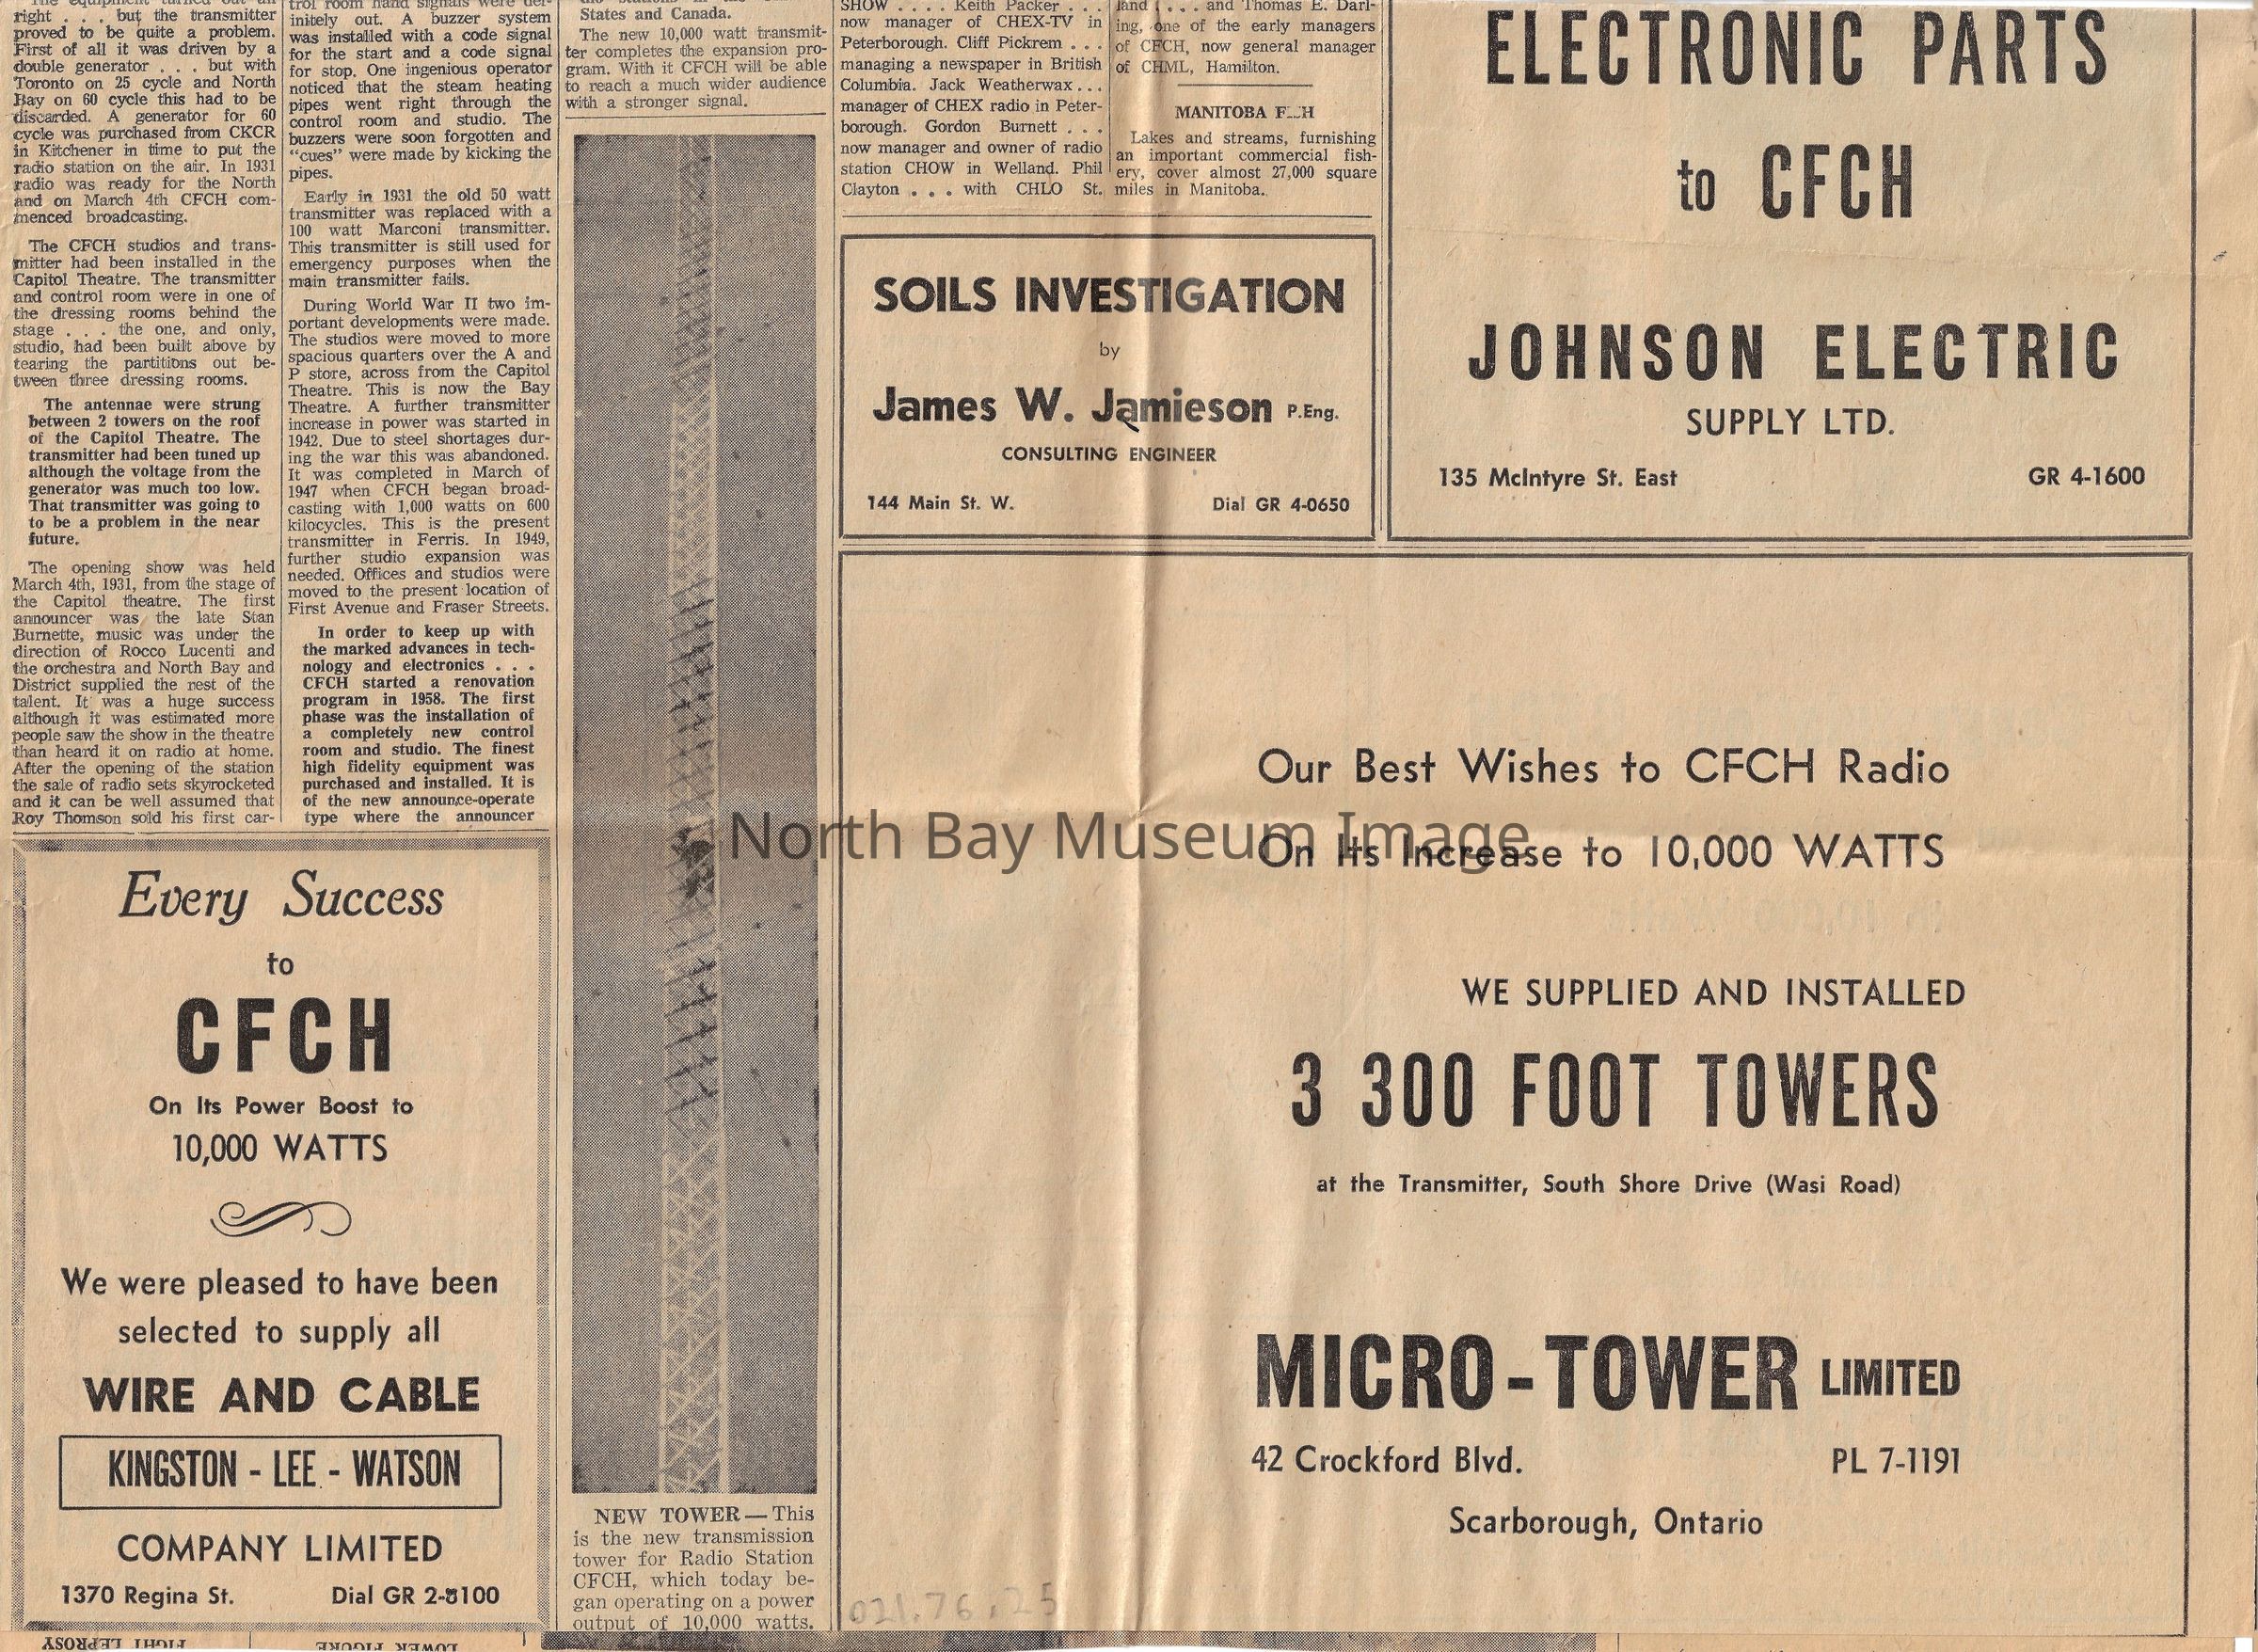 right . . . but the transmitter
proved to be quite a problem.
First of all it was driven by a
double generator . . . but with
Toronto on 25 cycle and North
Bay on 60 cycle this had to be
discarded. A generator for 60
cycle was purchased from CKCR
in Kitchener in time to put the
radio station on the air. In 1931
radio was ready for the North
and on March 4th CFCH com-
menced broadcasting.
The CFCH studios and trans-
mitter had been installed in the
Capitol Theatre. The transmitter
and control room were in one of
the dressing rooms behind the
stage . . . the one, and only,
studio, had been built above by
tearing the partitions out be-
tween three dressing rooms.
The antennae were strung
between 2 towers on the roof
of the Capitol Theatre. The
transmitter had been tuned up
although the voltage from the
generator was much too low.
That transmitter was going to
to be a problem in the near
future.
The opening show was held
March 4th, 1931, from the stage of
the Capitol theatre. The first
announcer was the late Stan
Burnette, music was under the
direction of Rocco Lucenti and
the orchestra and North Bay and
District supplied the rest of the
talent. It was a huge success
although it was estimated more
people saw the show in the theatre
than heard it on radio at home.
After the opening of the station
the sale of radio sets skyrocketed
and it can be well assumed that
Roy Thomson sold his first car-
trol room hand signals were def-
initely out. A buzzer system
was installed with a code signal
for the start and a code signal
for stop. One ingenious operator
noticed that the steam heating
pipes went right through the
control room and studio. The
buzzers were soon forgotten and
"cues" were made by kicking the
pipes.
Early in 1931 the old 50 watt
transmitter was replaced with a
100 watt Marconi transmitter.
This transmitter is still used for
emergency purposes when the
main transmitter fails.
During World War II two im-
portant developments were made.
The studios were moved to more
spacious quarters over the A and
P store, across from the Capitol
Theatre. This is now the Bay
Theatre. A further transmitter
increase in power was started in
1942. Due to steel shortages dur-
ing the war this was abandoned.
It was completed in March of
1947 when CFCH began broad-
casting with 1,000 watts on 600
kilocycles. This is the present
transmitter in Ferris. In 1949,
further studio expansion was
needed. Offices and studios were
moved to the present location of
First Avenue and Fraser Streets.
In order to keep up with
the marked advances in tech-
nology and electronics . . .
CFCH started a renovation
program in 1958. The first
phase was the installation of
a completely new control
room and studio. The finest
high fidelity equipment was
purchased and installed. It is
of the new announce-operate
type where the announcer
States and Canada.
The new 10,000 watt transmit-
ter completes the expansion pro-
gram. With it CFCH will be able
to reach a much wider audience
with a stronger signal.
SHOW . . . . Keith Packer . . .
now manager of CHEX-TV in
Peterborough. Cliff Pickrem . . .
managing a newspaper in British
Columbia. Jack Weatherwax . . .
manager of CHEX radio in Peter-
borough. Gordon Burnett . . .
now manager and owner of radio
station CHOW in Welland. Phil
Clayton . . . with CHLO St.
land . . . and Thomas E. Darl-
ing, one of the early managers
of CFCH, now general manager
of CHML, Hamilton.
MANITOBA
Lakes and streams, furnishing
an important commercial fish-
ery, cover almost 27,000 square
miles in Manitoba.
ELECTRONIC PARTS
to CFCH
JOHNSON ELECTRIC
SUPPLY LTD.
135 McIntyre St. East GR 4-1600
SOILS INVESTIGATION
by
James W. Jamieson P.Eng.
CONSULTING ENGINEER
144 Main St. W. Dial GR 4-0650
Our Best Wishes to CFCH Radio
On Its Increase to 10,000 WATTS
WE SUPPLIED AND INSTALLED
3 300 FOOT TOWERS
at the Transmitter, South Shore Drive (Wasi Road)
MICRO-TOWER LIMITED
42 Crockford Blvd. PL 7-1191
Scarborough, Ontario
North Bay Museum Image
Every Success
to
CFCH
On Its Power Boost to
10,000 WATTS
We were pleased to have been
selected to supply all
WIRE AND CABLE
KINGSTON - LEE - WATSON
COMPANY LIMITED
1370 Regina St. Dial GR 2-8100
NEW TOWER — This
is the new transmission
tower for Radio Station
CFCH, which today be-
gan operating on a power
output of 10,000 watts.
021.76.25
FIGHT LEPROSY
LOWER FIGURE